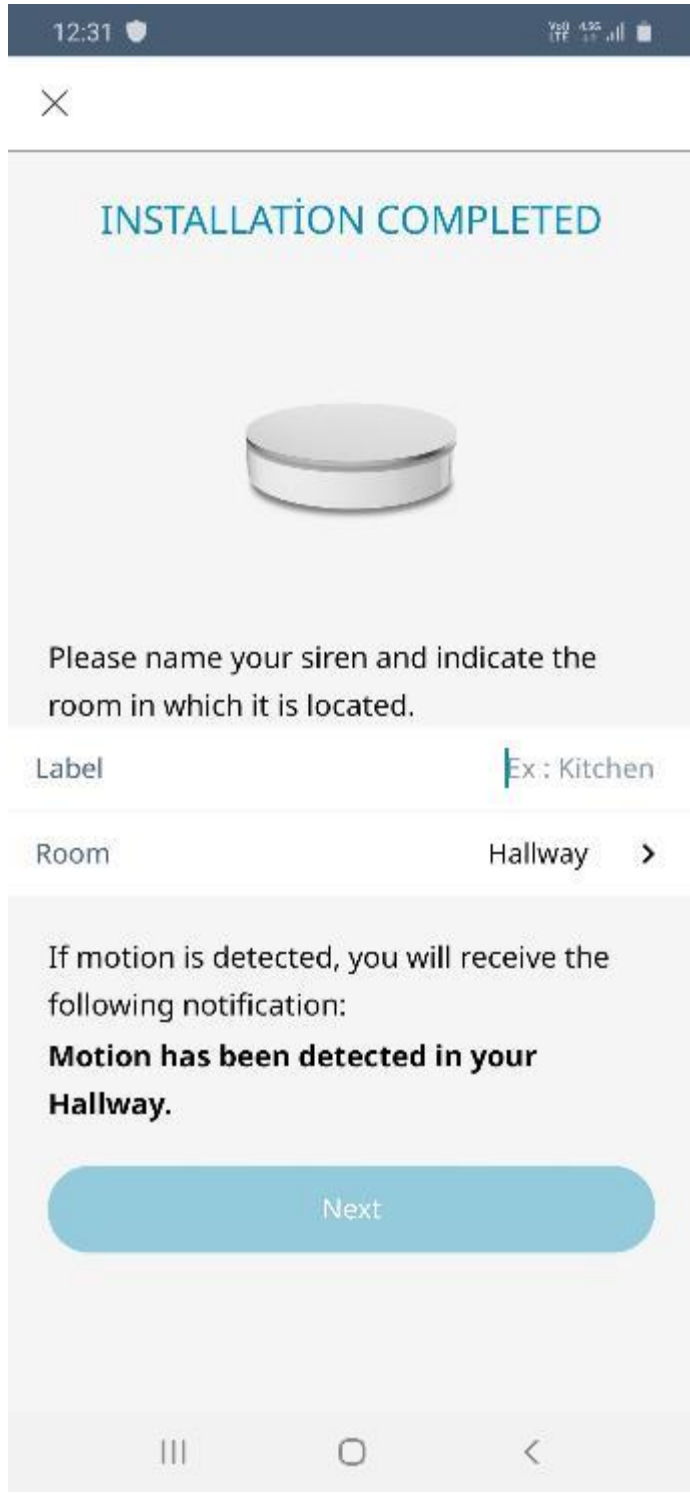 12:31
INSTALLATİON COMPLETED
Please name your siren and indicate the
room in which it is located.
Label Ex : Kitchen
Room Hallway
If motion is detected, you will receive the
following notification:
Motion has been detected in your
Hallway.
Next